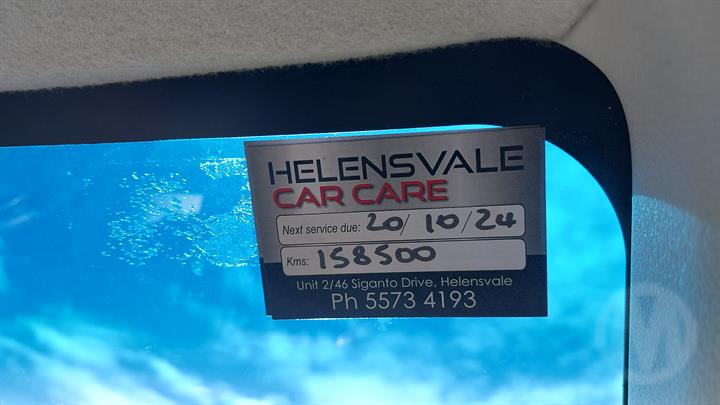 HELENSVALE
CAR CARE
Next service due: 20/10/24
Kms: 158500
Unit 2/46 Siganto Drive, Helensvale
Ph 5573 4193
M